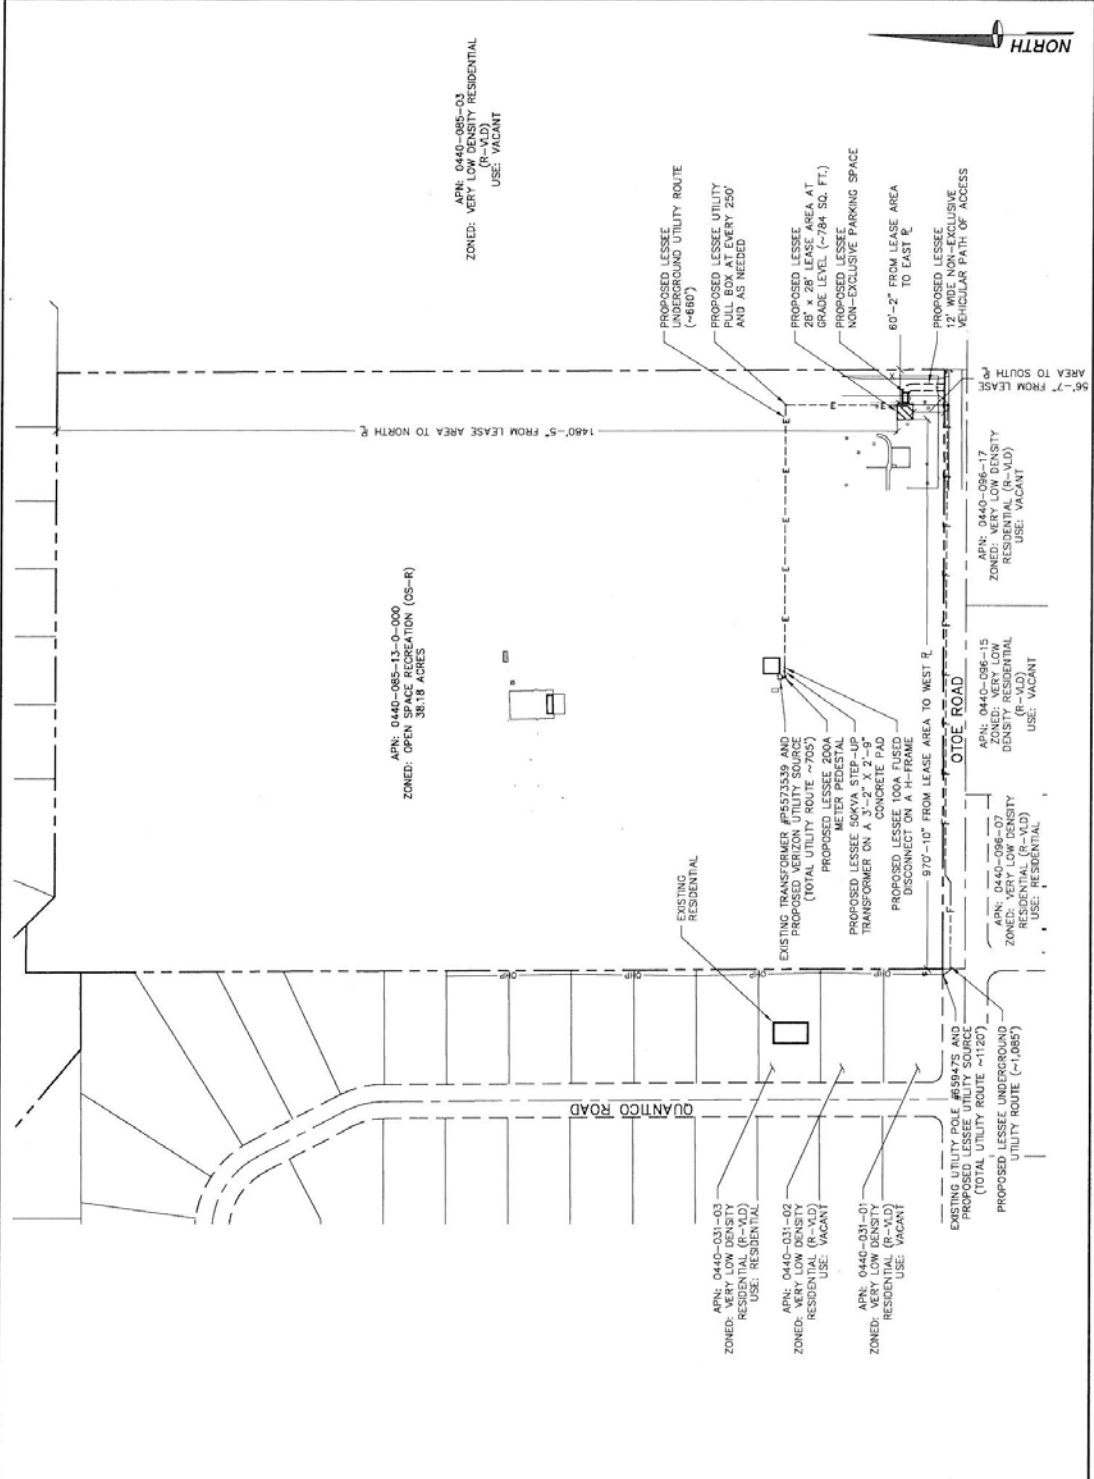 NORTH
APN: 0440-085-03
ZONED: VERY LOW DENSITY RESIDENTIAL
(R-VLD)
USE: VACANT
PROPOSED LESSEE
UNDERGROUND UTILITY ROUTE
(~660')
PROPOSED LESSEE UTILITY
PULL BOX AT EVERY 250'
AND AS NEEDED
PROPOSED LESSEE
28' x 28' LEASE AREA AT
GRADE LEVEL (~784 SQ. FT.)
PROPOSED LESSEE
NON-EXCLUSIVE PARKING SPACE
60'-2" FROM LEASE AREA
TO EAST PL
PROPOSED LESSEE
12' WIDE NON-EXCLUSIVE
VEHICULAR PATH OF ACCESS
56'-7" FROM LEASE
AREA TO SOUTH PL
1480'-5" FROM LEASE AREA TO NORTH PL
APN: 0440-085-13-0-000
ZONED: OPEN SPACE RECREATION (OS-R)
38.18 ACRES
EXISTING TRANSFORMER #P5573539 AND
PROPOSED VERIZON UTILITY SOURCE
(TOTAL UTILITY ROUTE ~705')
PROPOSED LESSEE 200A
METER PEDESTAL
PROPOSED LESSEE 50KVA STEP-UP
TRANSFORMER ON A 3'-2" X 2'-9"
CONCRETE PAD
PROPOSED LESSEE 100A FUSED
DISCONNECT ON A H-FRAME
970'-10" FROM LEASE AREA TO WEST PL
E
E
E
E
E
E
E
F
OTOE ROAD
APN: 0440-096-17
ZONED: VERY LOW DENSITY
RESIDENTIAL (R-VLD)
USE: VACANT
APN: 0440-096-15
ZONED: VERY LOW
DENSITY RESIDENTIAL
(R-VLD)
USE: VACANT
APN: 0440-096-07
ZONED: VERY LOW DENSITY
RESIDENTIAL (R-VLD)
USE: RESIDENTIAL
EXISTING
RESIDENTIAL
OHP
OHP
OHP
OHP
QUANTICO ROAD
EXISTING UTILITY POLE #65947S AND
PROPOSED LESSEE UTILITY SOURCE
(TOTAL UTILITY ROUTE ~1120')
PROPOSED LESSEE UNDERGROUND
UTILITY ROUTE (~1,085')
APN: 0440-031-03
ZONED: VERY LOW DENSITY
RESIDENTIAL (R-VLD)
USE: RESIDENTIAL
APN: 0440-031-02
ZONED: VERY LOW DENSITY
RESIDENTIAL (R-VLD)
USE: VACANT
APN: 0440-031-01
ZONED: VERY LOW DENSITY
RESIDENTIAL (R-VLD)
USE: VACANT